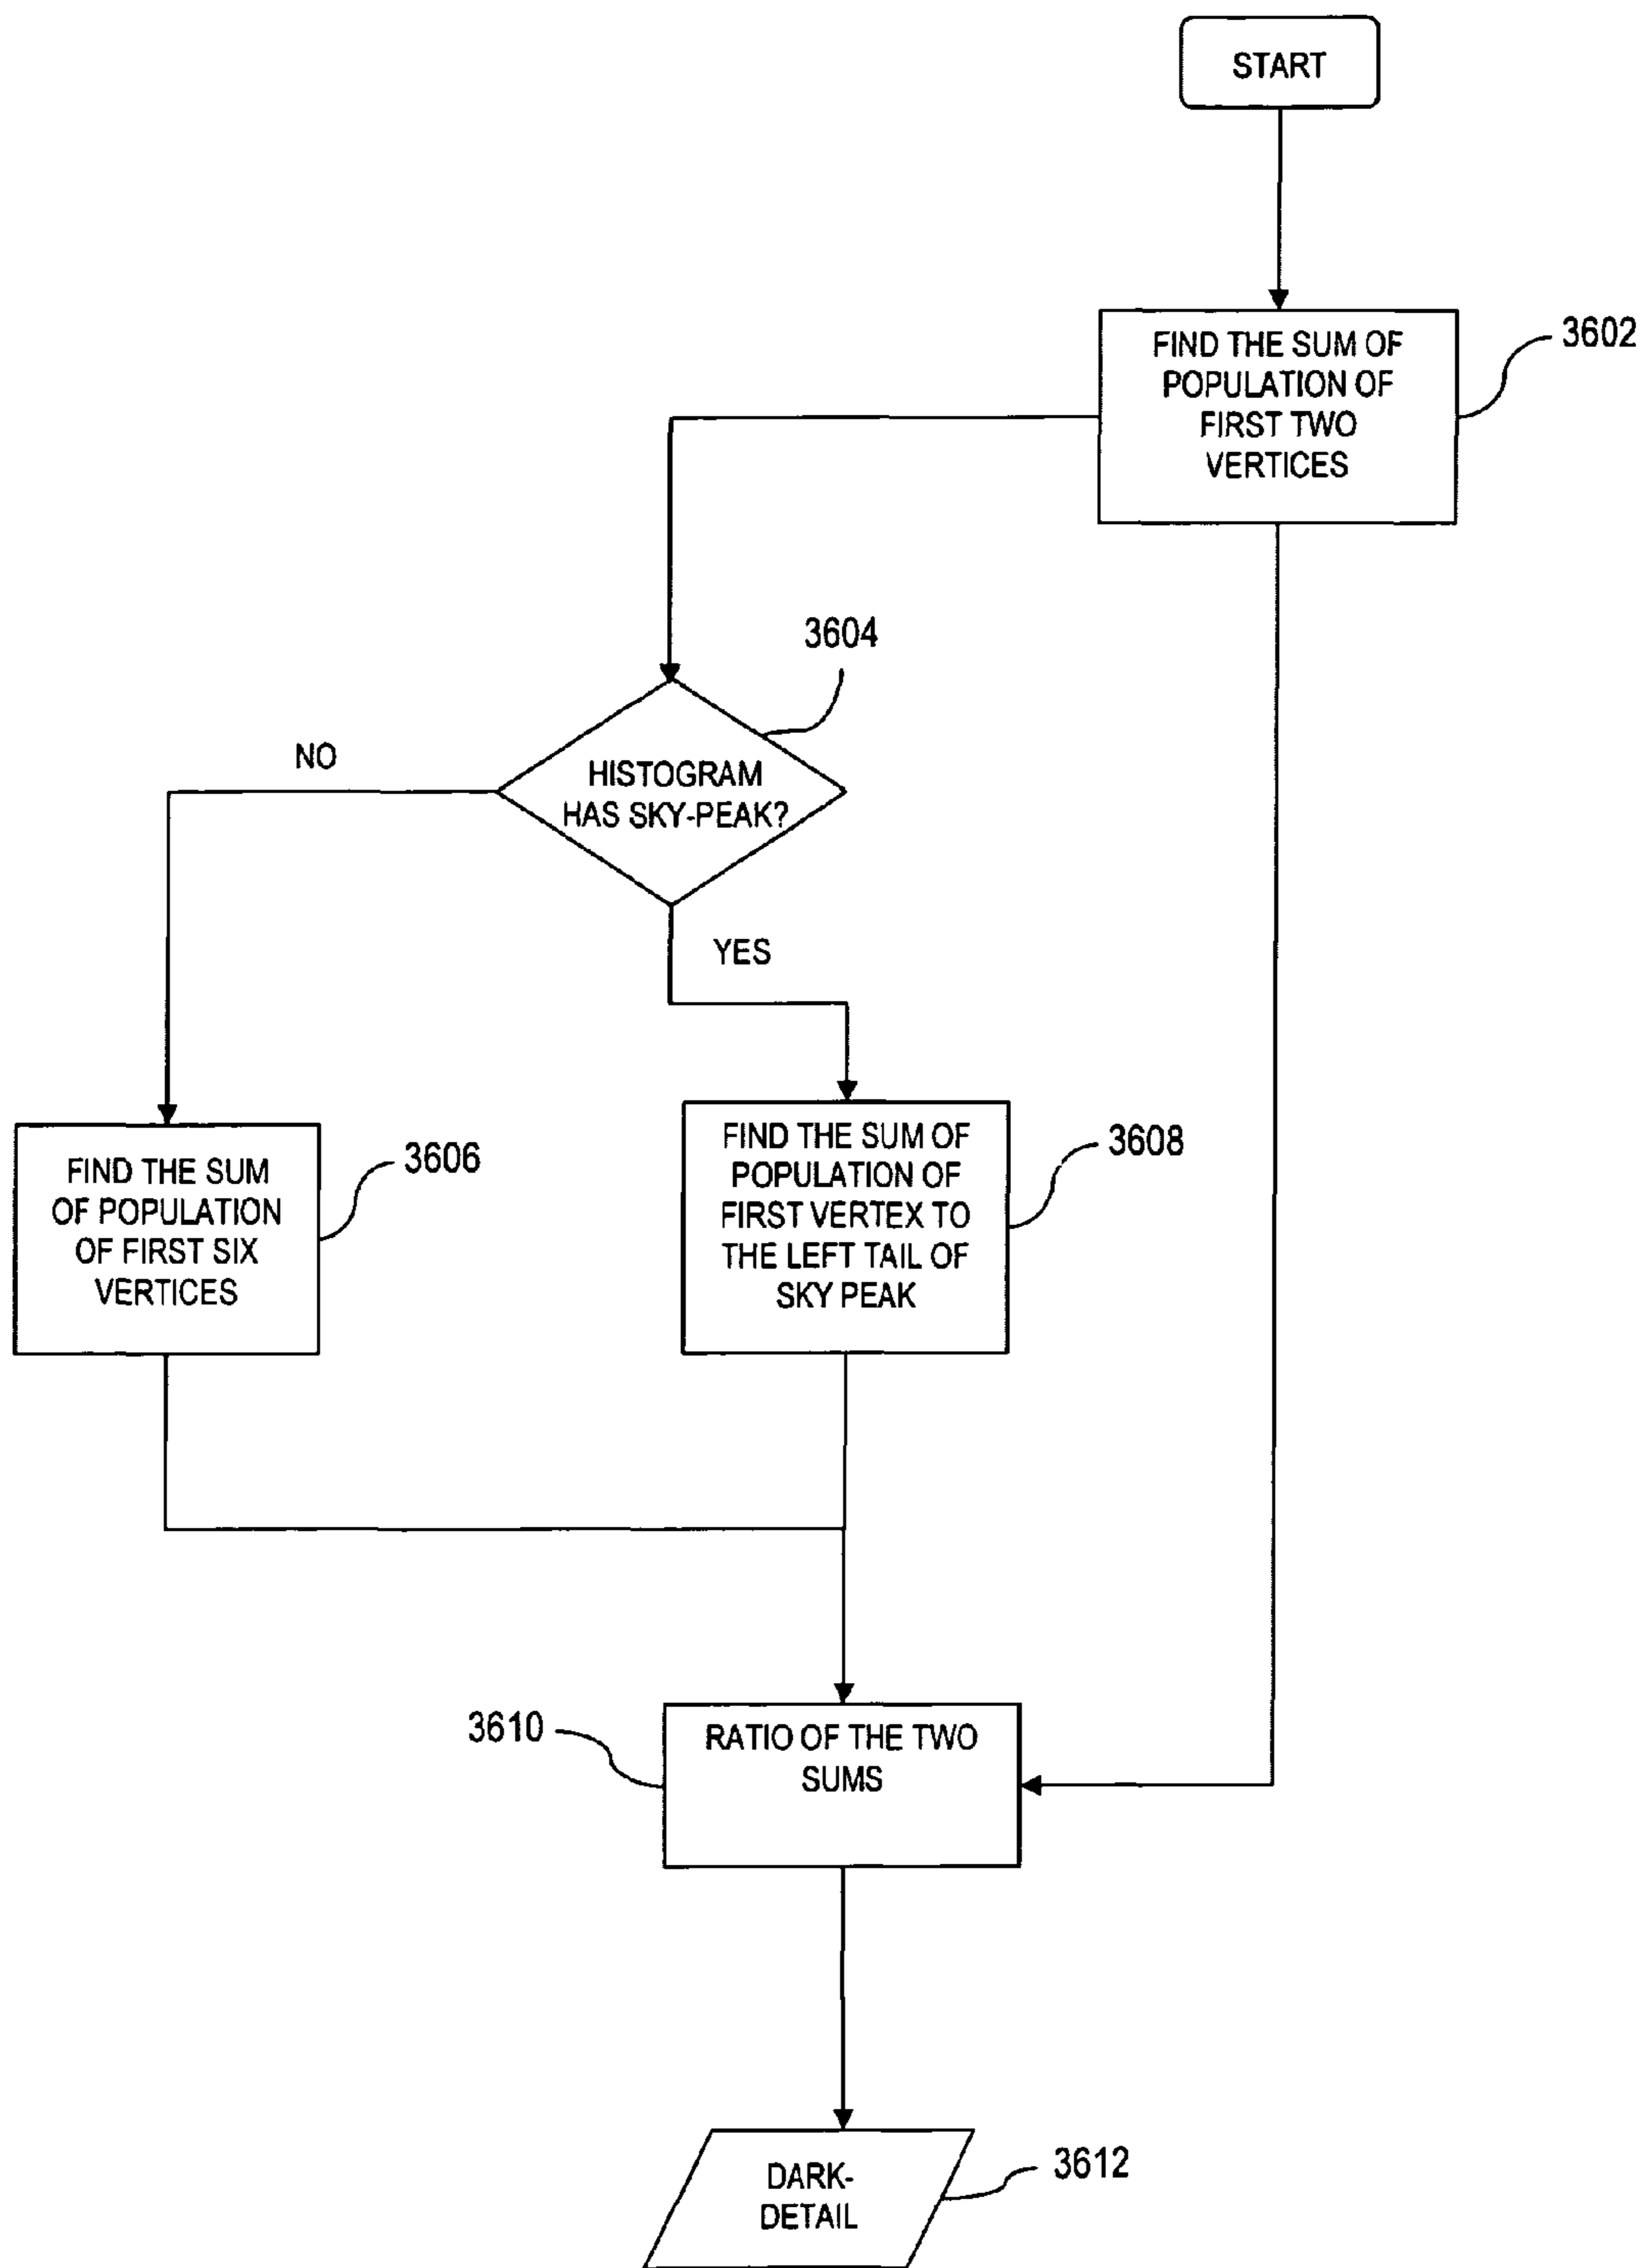 START
FIND THE SUM OF
POPULATION OF
FIRST TWO
VERTICES
3602
3604
HISTOGRAM
HAS SKY-PEAK?
NO
YES
FIND THE SUM
OF POPULATION
OF FIRST SIX
VERTICES
3606
FIND THE SUM OF
POPULATION OF
FIRST VERTEX TO
THE LEFT TAIL OF
SKY PEAK
3608
3610
RATIO OF THE TWO
SUMS
DARK-
DETAIL
3612